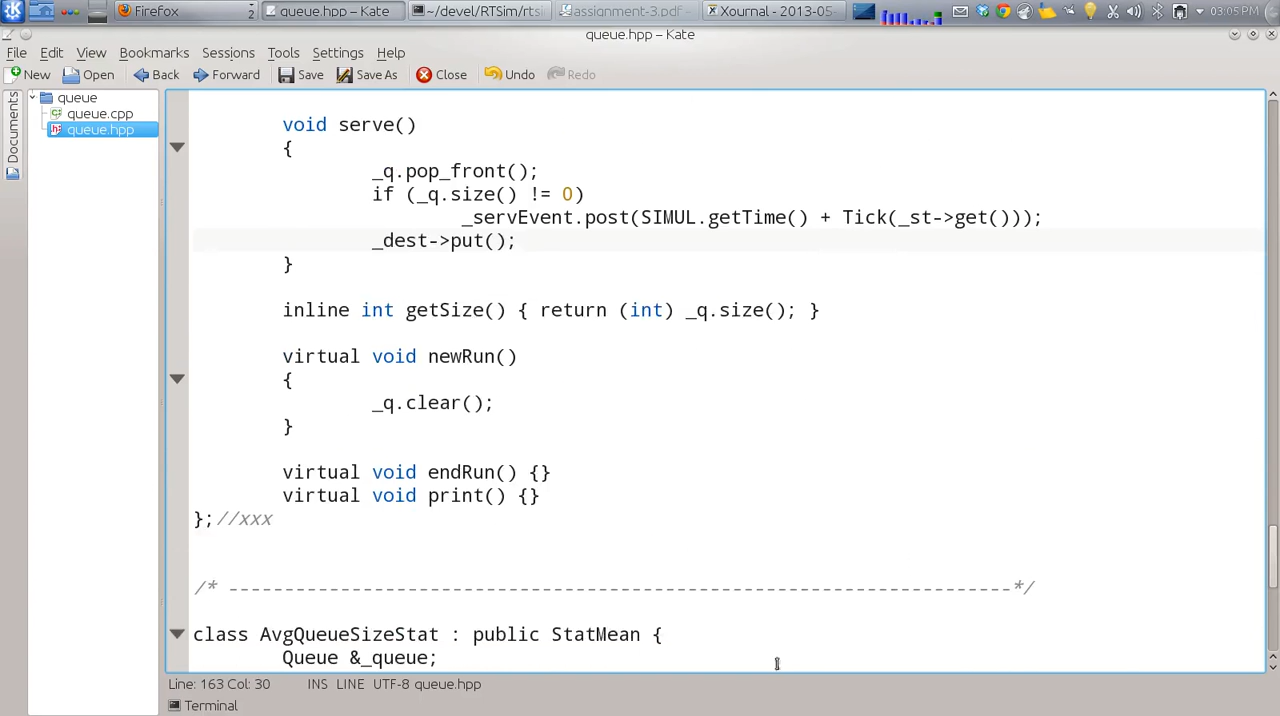 Firefox 2 queue.hpp — Kate ~/devel/RTSim/rtsi assignment-3.pdf Xournal - 2013-05- 03:05 PM
queue.hpp – Kate
File Edit View Bookmarks Sessions Tools Settings Help
New Open Back Forward Save Save As Close Undo Redo
Documents
queue
queue.cpp
queue.hpp
void serve()
{
_q.pop_front();
if (_q.size() != 0)
_servEvent.post(SIMUL.getTime() + Tick(_st->get()));
_dest->put();
}
inline int getSize() { return (int) _q.size(); }
virtual void newRun()
{
_q.clear();
}
virtual void endRun() {}
virtual void print() {}
};//xxx
/* ----------------------------------------------------------------------*/
class AvgQueueSizeStat : public StatMean {
Queue &_queue;
Line: 163 Col: 30 INS LINE UTF-8 queue.hpp
Terminal